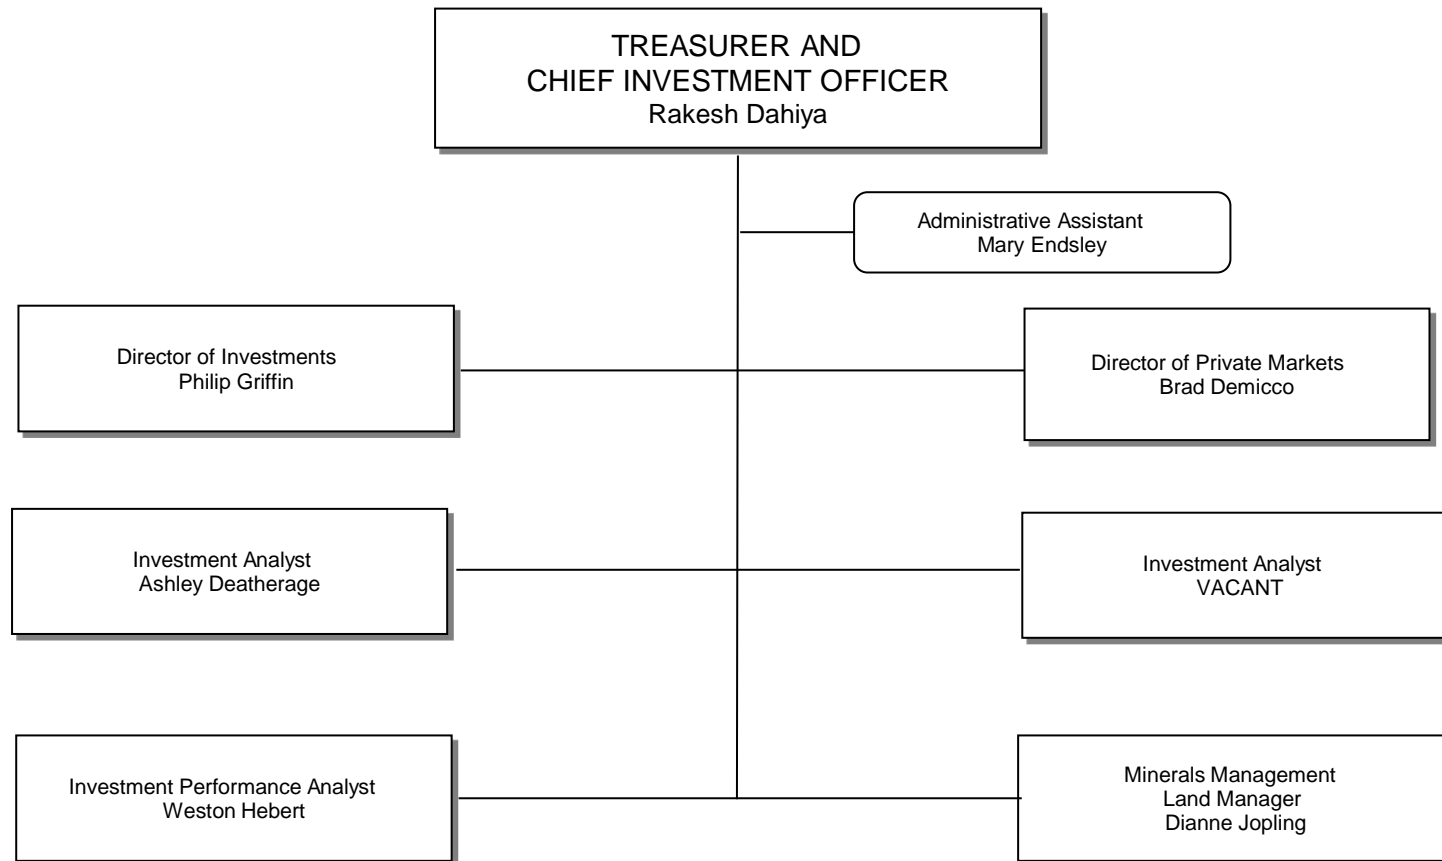 TREASURER AND
CHIEF INVESTMENT OFFICER
Rakesh Dahiya
Administrative Assistant
Mary Endsley
Director of Investments
Philip Griffin
Director of Private Markets
Brad Demicco
Investment Analyst
Ashley Deatherage
Investment Analyst
VACANT
Investment Performance Analyst
Weston Hebert
Minerals Management
Land Manager
Dianne Jopling